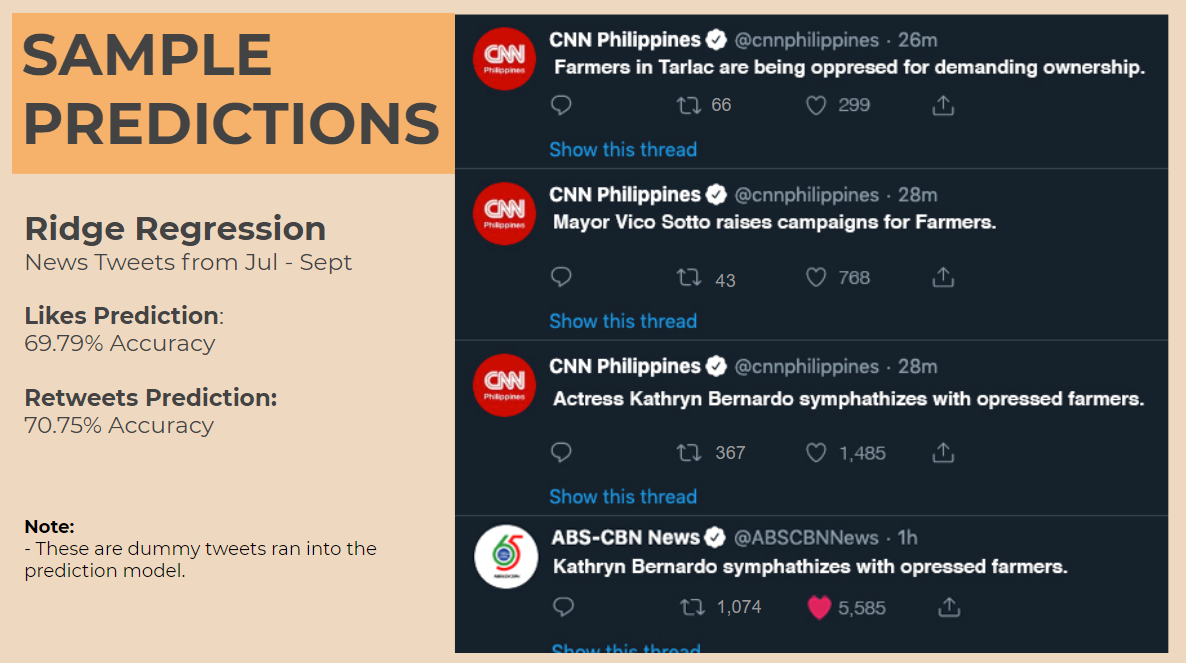 SAMPLE
PREDICTIONS
Ridge Regression
News Tweets from Jul - Sept
Likes Prediction:
69.79% Accuracy
Retweets Prediction:
70.75% Accuracy
Note:
- These are dummy tweets ran into the
prediction model.
CNN Philippines @cnnphilippines · 26m
CNN
Philippines
Farmers in Tarlac are being oppresed for demanding ownership.
66 299
Show this thread
CNN Philippines @cnnphilippines · 28m
CNN
Philippines
Mayor Vico Sotto raises campaigns for Farmers.
43 768
Show this thread
CNN Philippines @cnnphilippines · 28m
CNN
Philippines
Actress Kathryn Bernardo symphathizes with opressed farmers.
367 1,485
Show this thread
ABS-CBN News @ABSCBNNews · 1h
65
ABS@CBN
Kathryn Bernardo symphathizes with opressed farmers.
1,074 5,585
Show this thread